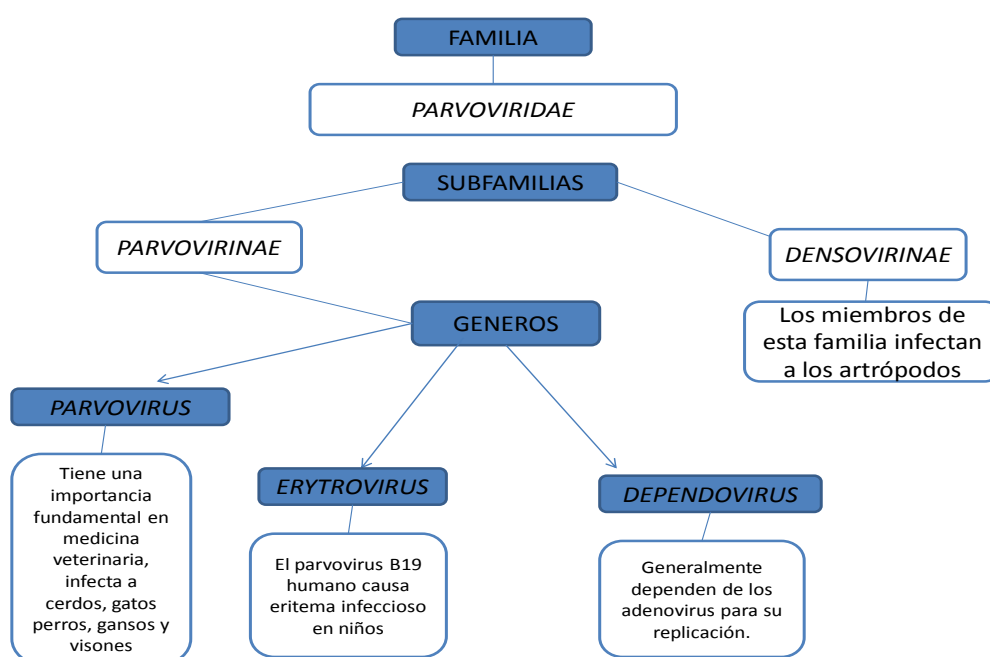 FAMILIA
PARVOVIRIDAE
SUBFAMILIAS
PARVOVIRINAE
DENSOVIRINAE
Los miembros de
esta familia infectan
a los artrópodos
GENEROS
PARVOVIRUS
Tiene una
importancia
fundamental en
medicina
veterinaria,
infecta a
cerdos, gatos
perros, gansos y
visones
ERYTROVIRUS
El parvovirus B19
humano causa
eritema infeccioso
en niños
DEPENDOVIRUS
Generalmente
dependen de los
adenovirus para su
replicación.